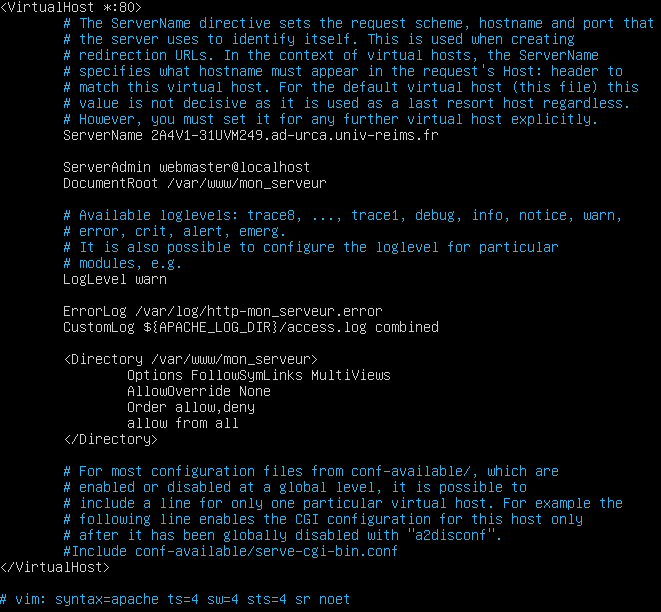 <VirtualHost *:80>
# The ServerName directive sets the request scheme, hostname and port that
# the server uses to identify itself. This is used when creating
# redirection URLs. In the context of virtual hosts, the ServerName
# specifies what hostname must appear in the request's Host: header to
# match this virtual host. For the default virtual host (this file) this
# value is not decisive as it is used as a last resort host regardless.
# However, you must set it for any further virtual host explicitly.
ServerName 2A4V1-31UVM249.ad-urca.univ-reims.fr
ServerAdmin webmaster@localhost
DocumentRoot /var/www/mon_serveur
# Available loglevels: trace8, ..., trace1, debug, info, notice, warn,
# error, crit, alert, emerg.
# It is also possible to configure the loglevel for particular
# modules, e.g.
LogLevel warn
ErrorLog /var/log/http-mon_serveur.error
CustomLog ${APACHE_LOG_DIR}/access.log combined
<Directory /var/www/mon_serveur>
Options FollowSymLinks MultiViews
AllowOverride None
Order allow,deny
allow from all
</Directory>
# For most configuration files from conf-available/, which are
# enabled or disabled at a global level, it is possible to
# include a line for only one particular virtual host. For example the
# following line enables the CGI configuration for this host only
# after it has been globally disabled with "a2disconf".
#Include conf-available/serve-cgi-bin.conf
</VirtualHost>
# vim: syntax=apache ts=4 sw=4 sts=4 sr noet